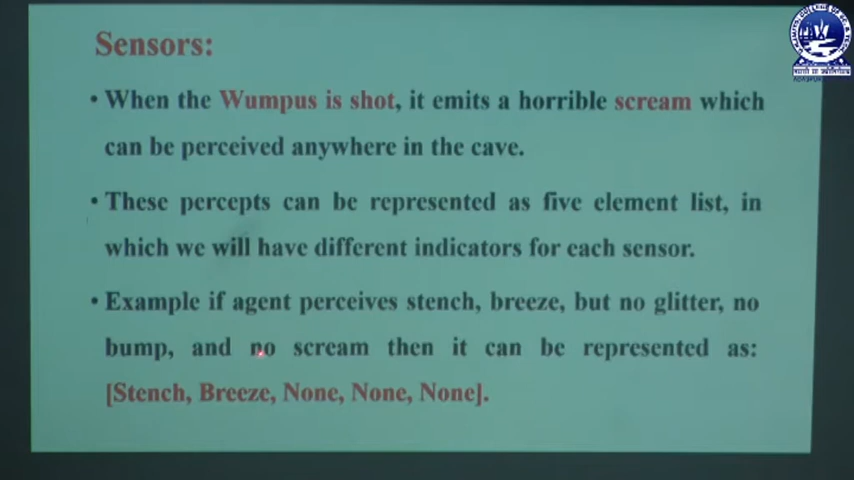 Sensors:
• When the Wumpus is shot, it emits a horrible scream which
can be perceived anywhere in the cave.
• These percepts can be represented as five element list, in
which we will have different indicators for each sensor.
• Example if agent perceives stench, breeze, but no glitter, no
bump, and no scream then it can be represented as:
[Stench, Breeze, None, None, None].